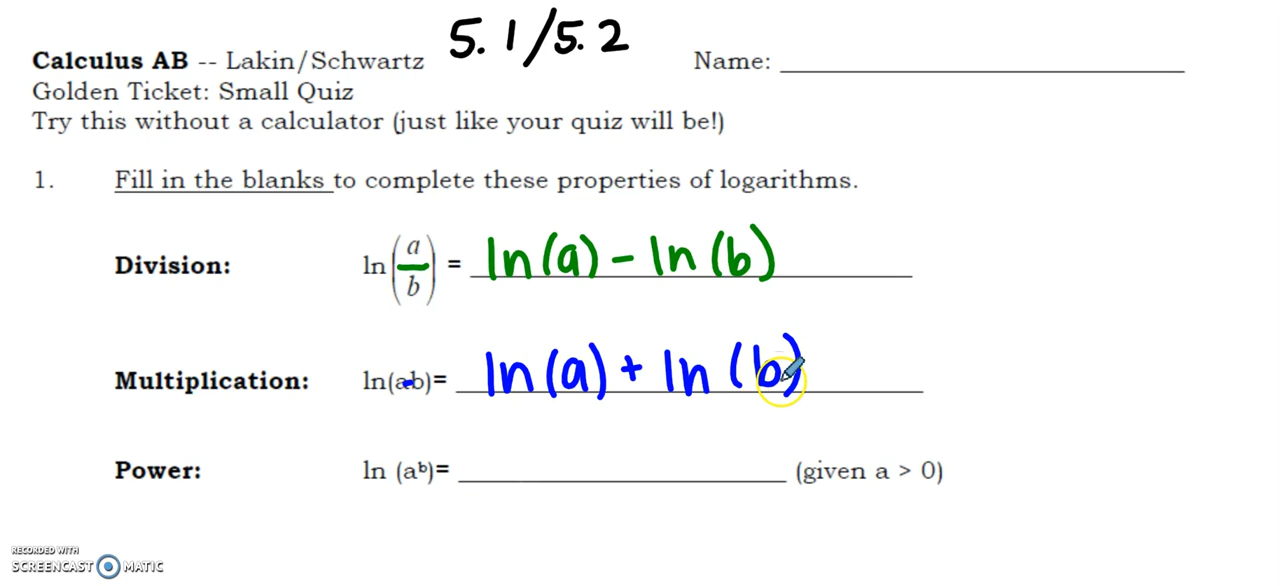 5.1/5.2
Calculus AB -- Lakin/Schwartz Name: ____________________
Golden Ticket: Small Quiz
Try this without a calculator (just like your quiz will be!)
1. Fill in the blanks to complete these properties of logarithms.
Division: ln(a/b) = ln(a) - ln(b)
Multiplication: ln(a·b)= ln(a) + ln(b)
Power: ln (aᵇ)= ____________________ (given a > 0)
RECORDED WITH
SCREENCAST MATIC